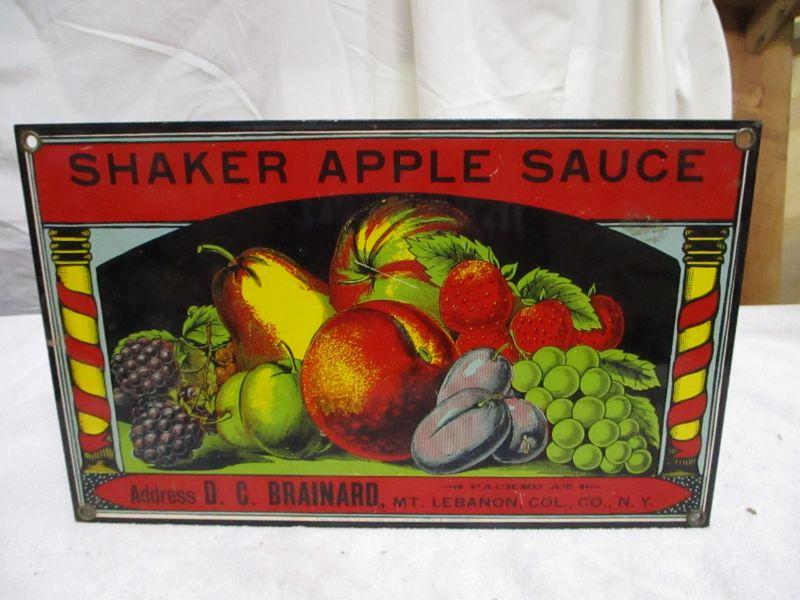 SHAKER APPLE SAUCE
PACKED AT
Address D. C. BRAINARD, MT. LEBANON, COL., CO., N. Y.